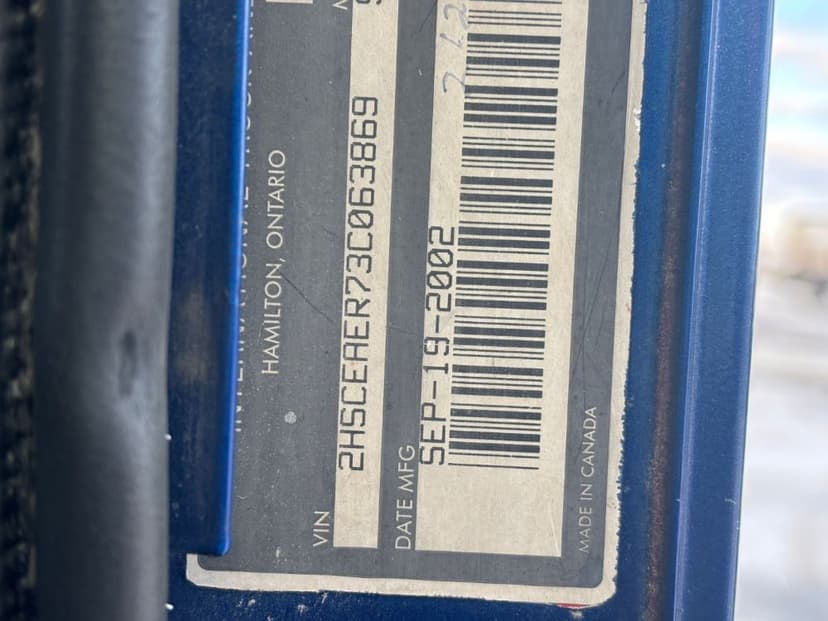 HAMILTON, ONTARIO
VIN 2HSCEAER73C063869
DATE MFG SEP-19-2002
MADE IN CANADA